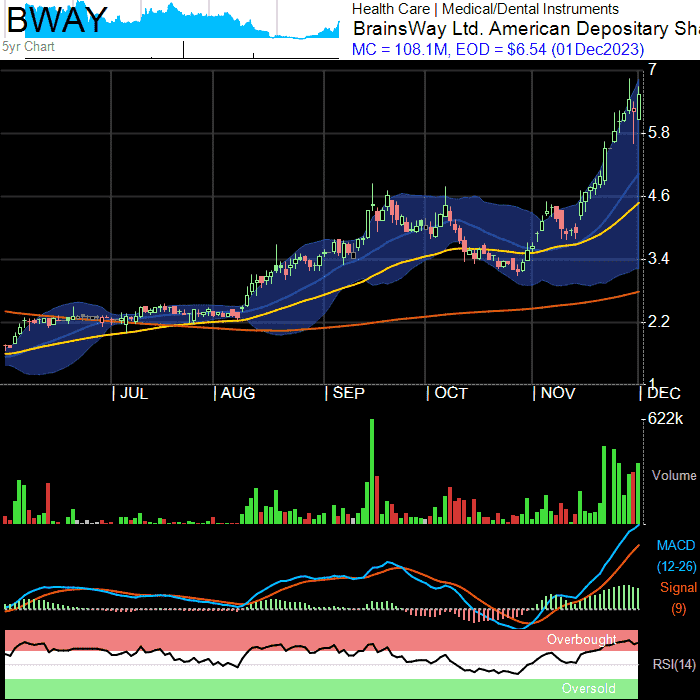 BWAY
5yr Chart
Health Care | Medical/Dental Instruments
BrainsWay Ltd. American Depositary Sha
MC = 108.1M, EOD = $6.54 (01Dec2023)
7
5.8
4.6
3.4
2.2
1
JUL AUG SEP OCT NOV DEC
622k
Volume
MACD
(12-26)
Signal
(9)
Overbought
RSI(14)
Oversold